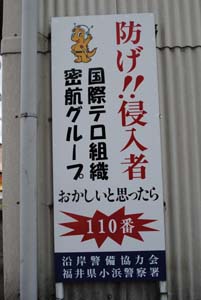 防げ!!侵入者
国際テロ組織
密航グループ
おかしいと思ったら
110番
沿岸警備協力会
福井県小浜警察署